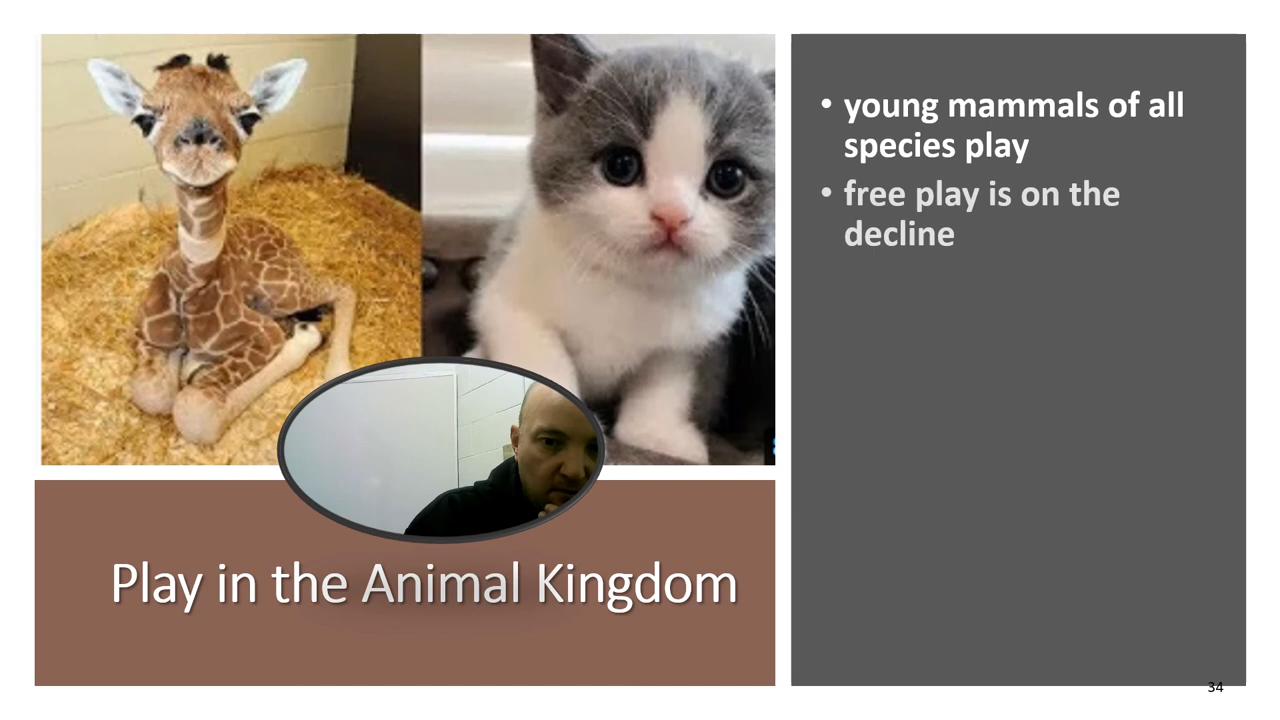 • young mammals of all
species play
• free play is on the
decline
Play in the Animal Kingdom
34